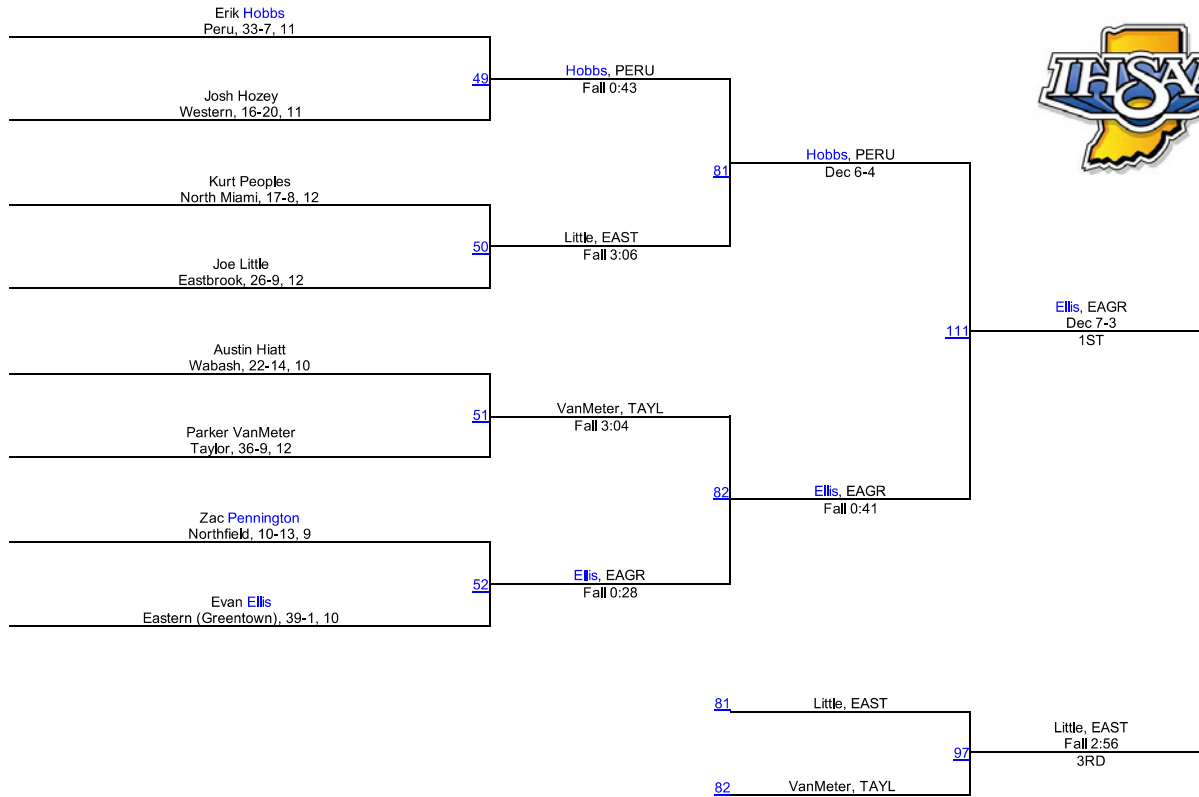 Erik Hobbs
Peru, 33-7, 11
49
Hobbs, PERU
Fall 0:43
Josh Hozey
Western, 16-20, 11
81
Hobbs, PERU
Dec 6-4
Kurt Peoples
North Miami, 17-8, 12
50
Little, EAST
Fall 3:06
Joe Little
Eastbrook, 26-9, 12
111
Ellis, EAGR
Dec 7-3
1ST
Austin Hiatt
Wabash, 22-14, 10
51
VanMeter, TAYL
Fall 3:04
Parker VanMeter
Taylor, 36-9, 12
82
Ellis, EAGR
Fall 0:41
Zac Pennington
Northfield, 10-13, 9
52
Ellis, EAGR
Fall 0:28
Evan Ellis
Eastern (Greentown), 39-1, 10
81
Little, EAST
97
Little, EAST
Fall 2:56
3RD
82
VanMeter, TAYL
IHSAA